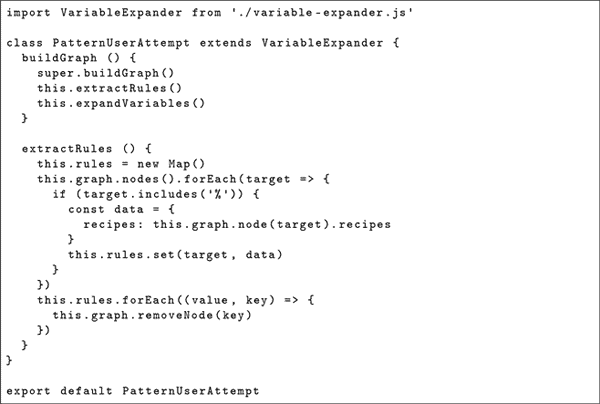 import VariableExpander from './variable-expander.js'

class PatternUserAttempt extends VariableExpander {
  buildGraph () {
    super.buildGraph()
    this.extractRules()
    this.expandVariables()
  }

  extractRules () {
    this.rules = new Map()
    this.graph.nodes().forEach(target => {
      if (target.includes('%')) {
        const data = {
          recipes: this.graph.node(target).recipes
        }
        this.rules.set(target, data)
      }
    })
    this.rules.forEach((value, key) => {
      this.graph.removeNode(key)
    })
  }
}

export default PatternUserAttempt